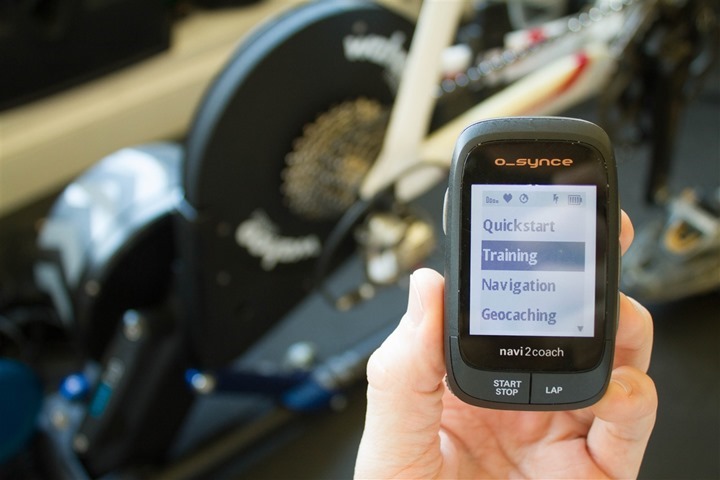 o_synce
Quickstart
Training
Navigation
Geocaching
navi2coach
START
STOP
LAP